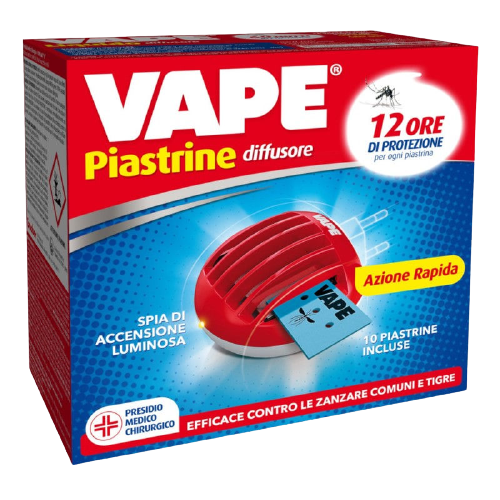 VAPE®
Piastrine diffusore
12 ORE
DI PROTEZIONE
per ogni piastrina
VAPE
Azione Rapida
SPIA DI
ACCENSIONE
LUMINOSA
VAPE
10 PIASTRINE
INCLUSE
PRESIDIO
MEDICO
CHIRURGICO
EFFICACE CONTRO LE ZANZARE COMUNI E TIGRE